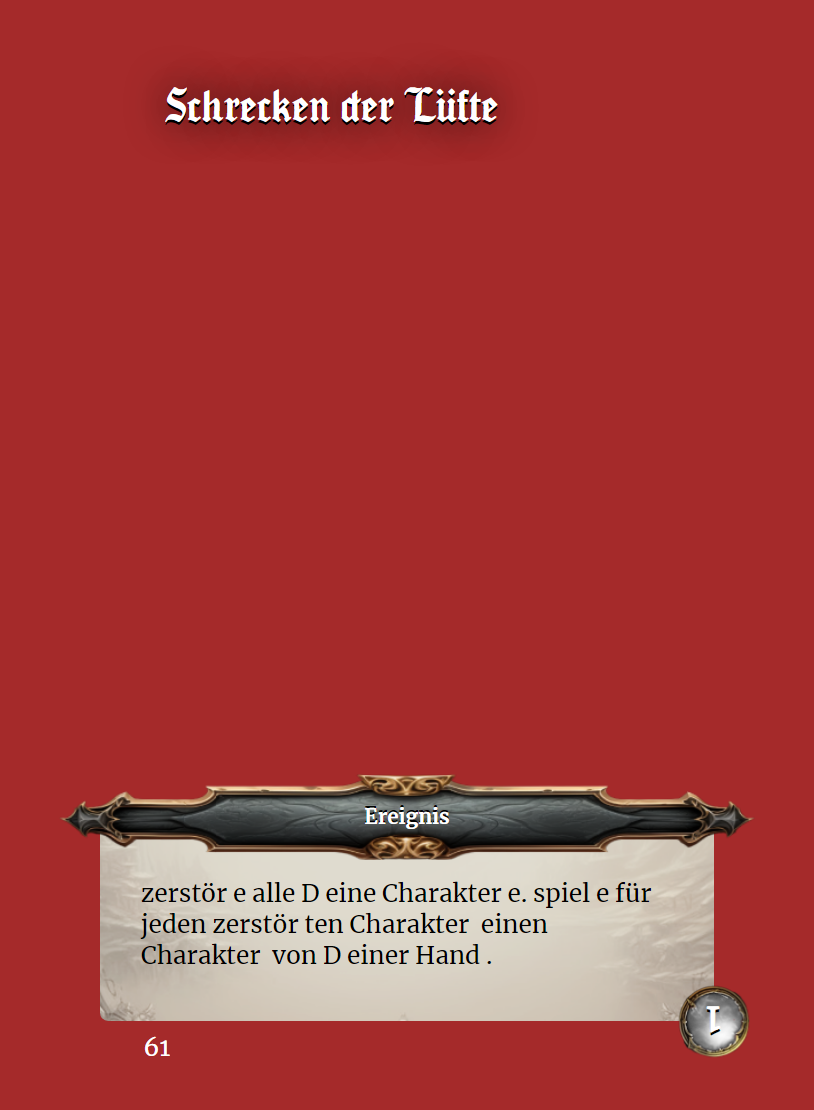 Schrecken der Lüfte
Ereignis
zerstör e alle D eine Charakter e. spiel e für
jeden zerstör ten Charakter  einen
Charakter  von D einer Hand .
1
61